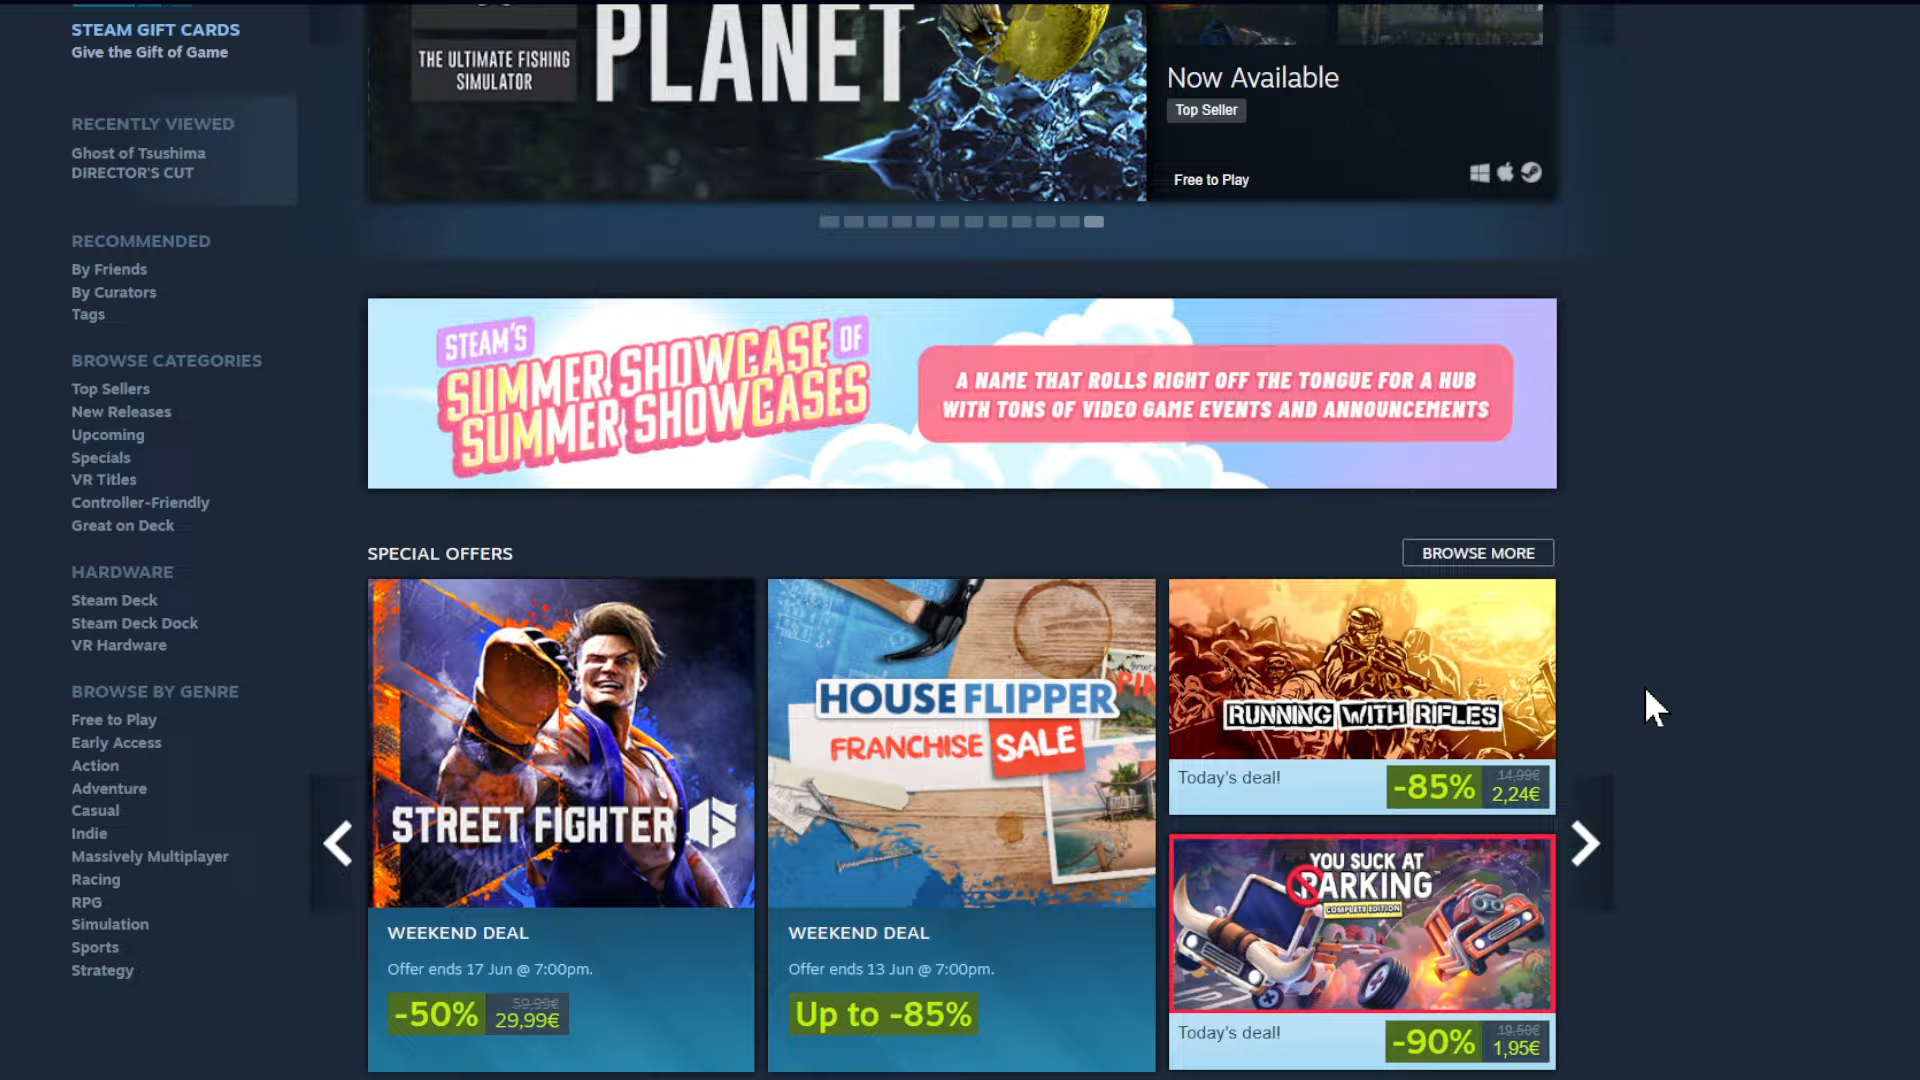 STEAM GIFT CARDS
Give the Gift of Game
RECENTLY VIEWED
Ghost of Tsushima
DIRECTOR'S CUT
RECOMMENDED
By Friends
By Curators
Tags
BROWSE CATEGORIES
Top Sellers
New Releases
Upcoming
Specials
VR Titles
Controller-Friendly
Great on Deck
HARDWARE
Steam Deck
Steam Deck Dock
VR Hardware
BROWSE BY GENRE
Free to Play
Early Access
Action
Adventure
Casual
Indie
Massively Multiplayer
Racing
RPG
Simulation
Sports
Strategy
THE ULTIMATE FISHING
SIMULATOR
PLANET
Now Available
Top Seller
Free to Play
STEAM'S
SUMMER SHOWCASE OF
SUMMER SHOWCASES
A NAME THAT ROLLS RIGHT OFF THE TONGUE FOR A HUB
WITH TONS OF VIDEO GAME EVENTS AND ANNOUNCEMENTS
SPECIAL OFFERS
BROWSE MORE
STREET FIGHTER 6
WEEKEND DEAL
Offer ends 17 Jun @ 7:00pm.
-50%
59,99€
29,99€
HOUSE FLIPPER
FRANCHISE SALE
WEEKEND DEAL
Offer ends 13 Jun @ 7:00pm.
Up to -85%
RUNNING WITH RIFLES
Today's deal!
-85%
14,99€
2,24€
YOU SUCK AT
PARKING
COMPLETE EDITION
Today's deal!
-90%
19,50€
1,95€